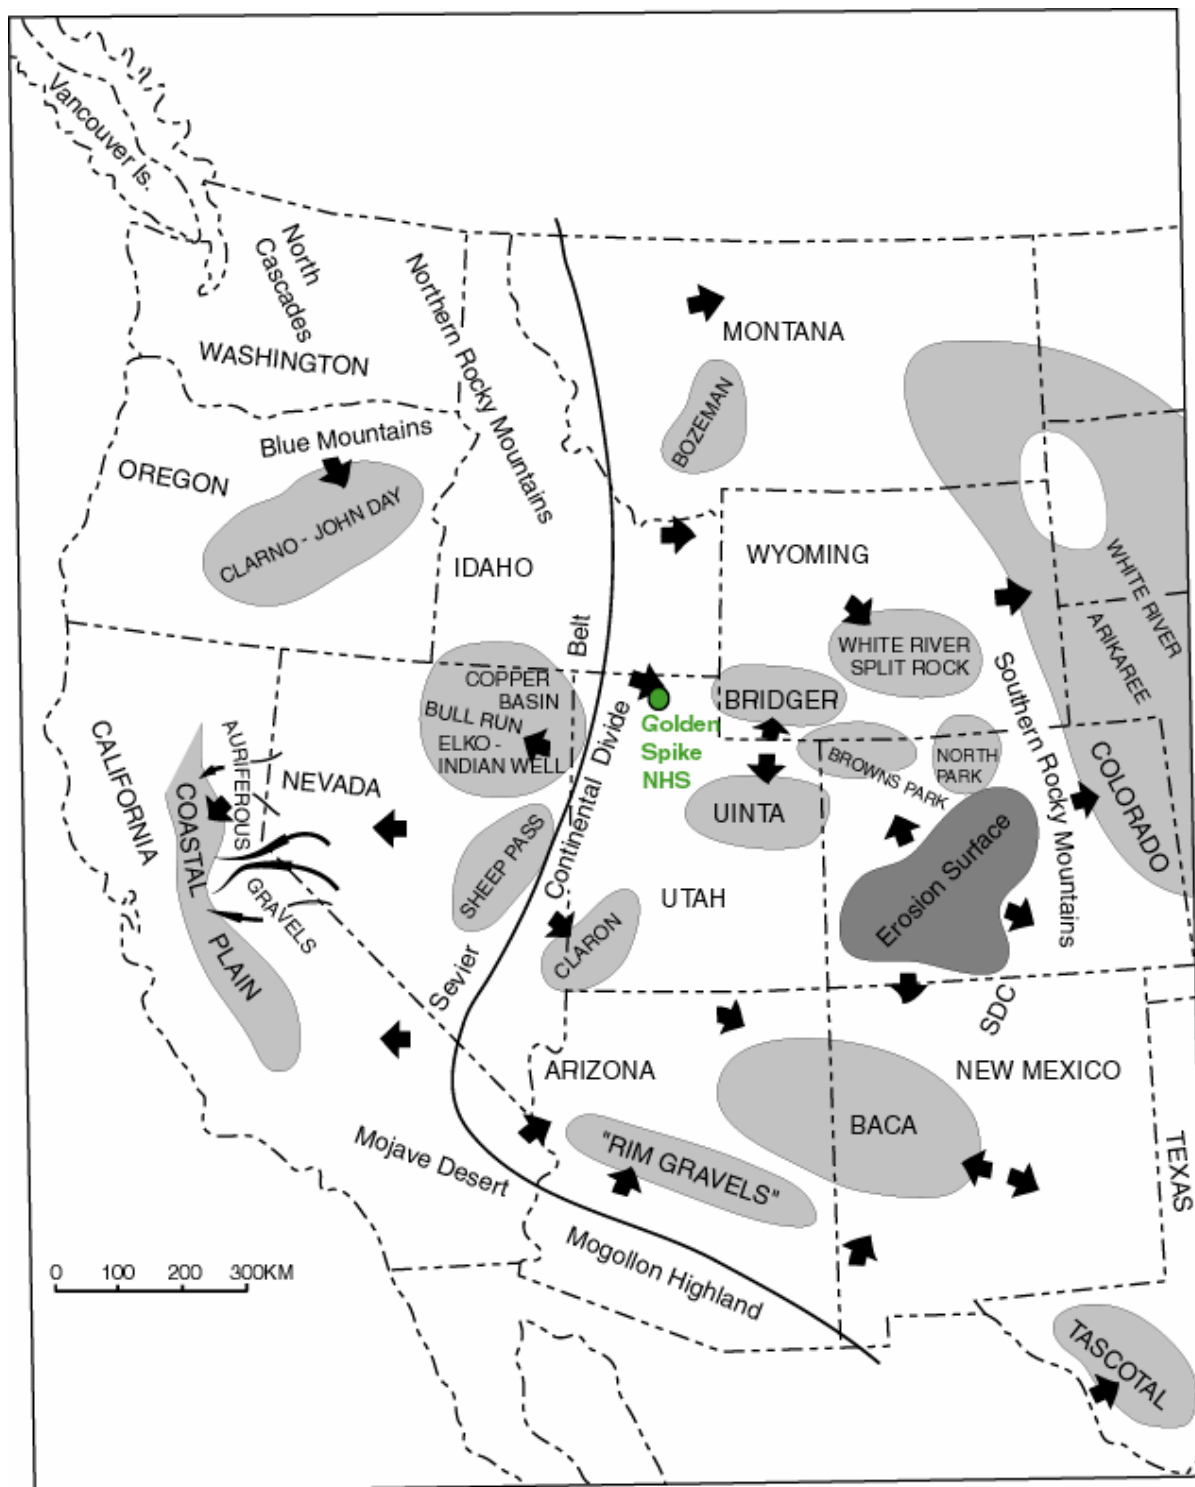 Vancouver Is.
North
Cascades
Northern Rocky Mountains
WASHINGTON
MONTANA
BOZEMAN
Blue Mountains
OREGON
CLARNO - JOHN DAY
IDAHO
WYOMING
WHITE RIVER
ARIKAREE
WHITE RIVER
SPLIT ROCK
Belt
COPPER
BASIN
BULL RUN
ELKO -
INDIAN WELL
BRIDGER
Golden
Spike
NHS
Continental Divide
Southern Rocky Mountains
CALIFORNIA
AURIFEROUS
GRAVELS
NEVADA
COASTAL
PLAIN
BROWNS PARK
NORTH
PARK
COLORADO
UINTA
SHEEP PASS
UTAH
Erosion Surface
CLARON
Sevier
SDC
ARIZONA
NEW MEXICO
BACA
"RIM GRAVELS"
Mojave Desert
TEXAS
Mogollon Highland
0 100 200 300KM
TASCOTAL